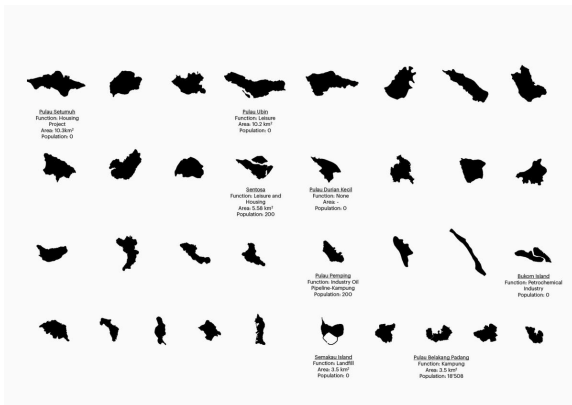 Pulau Setumuh
Function: Housing
Project
Area: 10.3km²
Population: 0
Pulau Ubin
Function: Leisure
Area: 10.2 km²
Population: 0
Sentosa
Function: Leisure and
Housing
Area: 5.58 km²
Population: 200
Pulau Durian Kecil
Function: None
Area: -
Population: 0
Pulau Pemping
Function: Industry Oil
Pipeline-Kampung
Population: 200
Bukom Island
Function: Petrochemical
Industry
Population: 0
Semakau Island
Function: Landfill
Area: 3.5 km²
Population: 0
Pulau Belakang Padang
Function: Kampung
Area: 3.5 km²
Population: 18'508